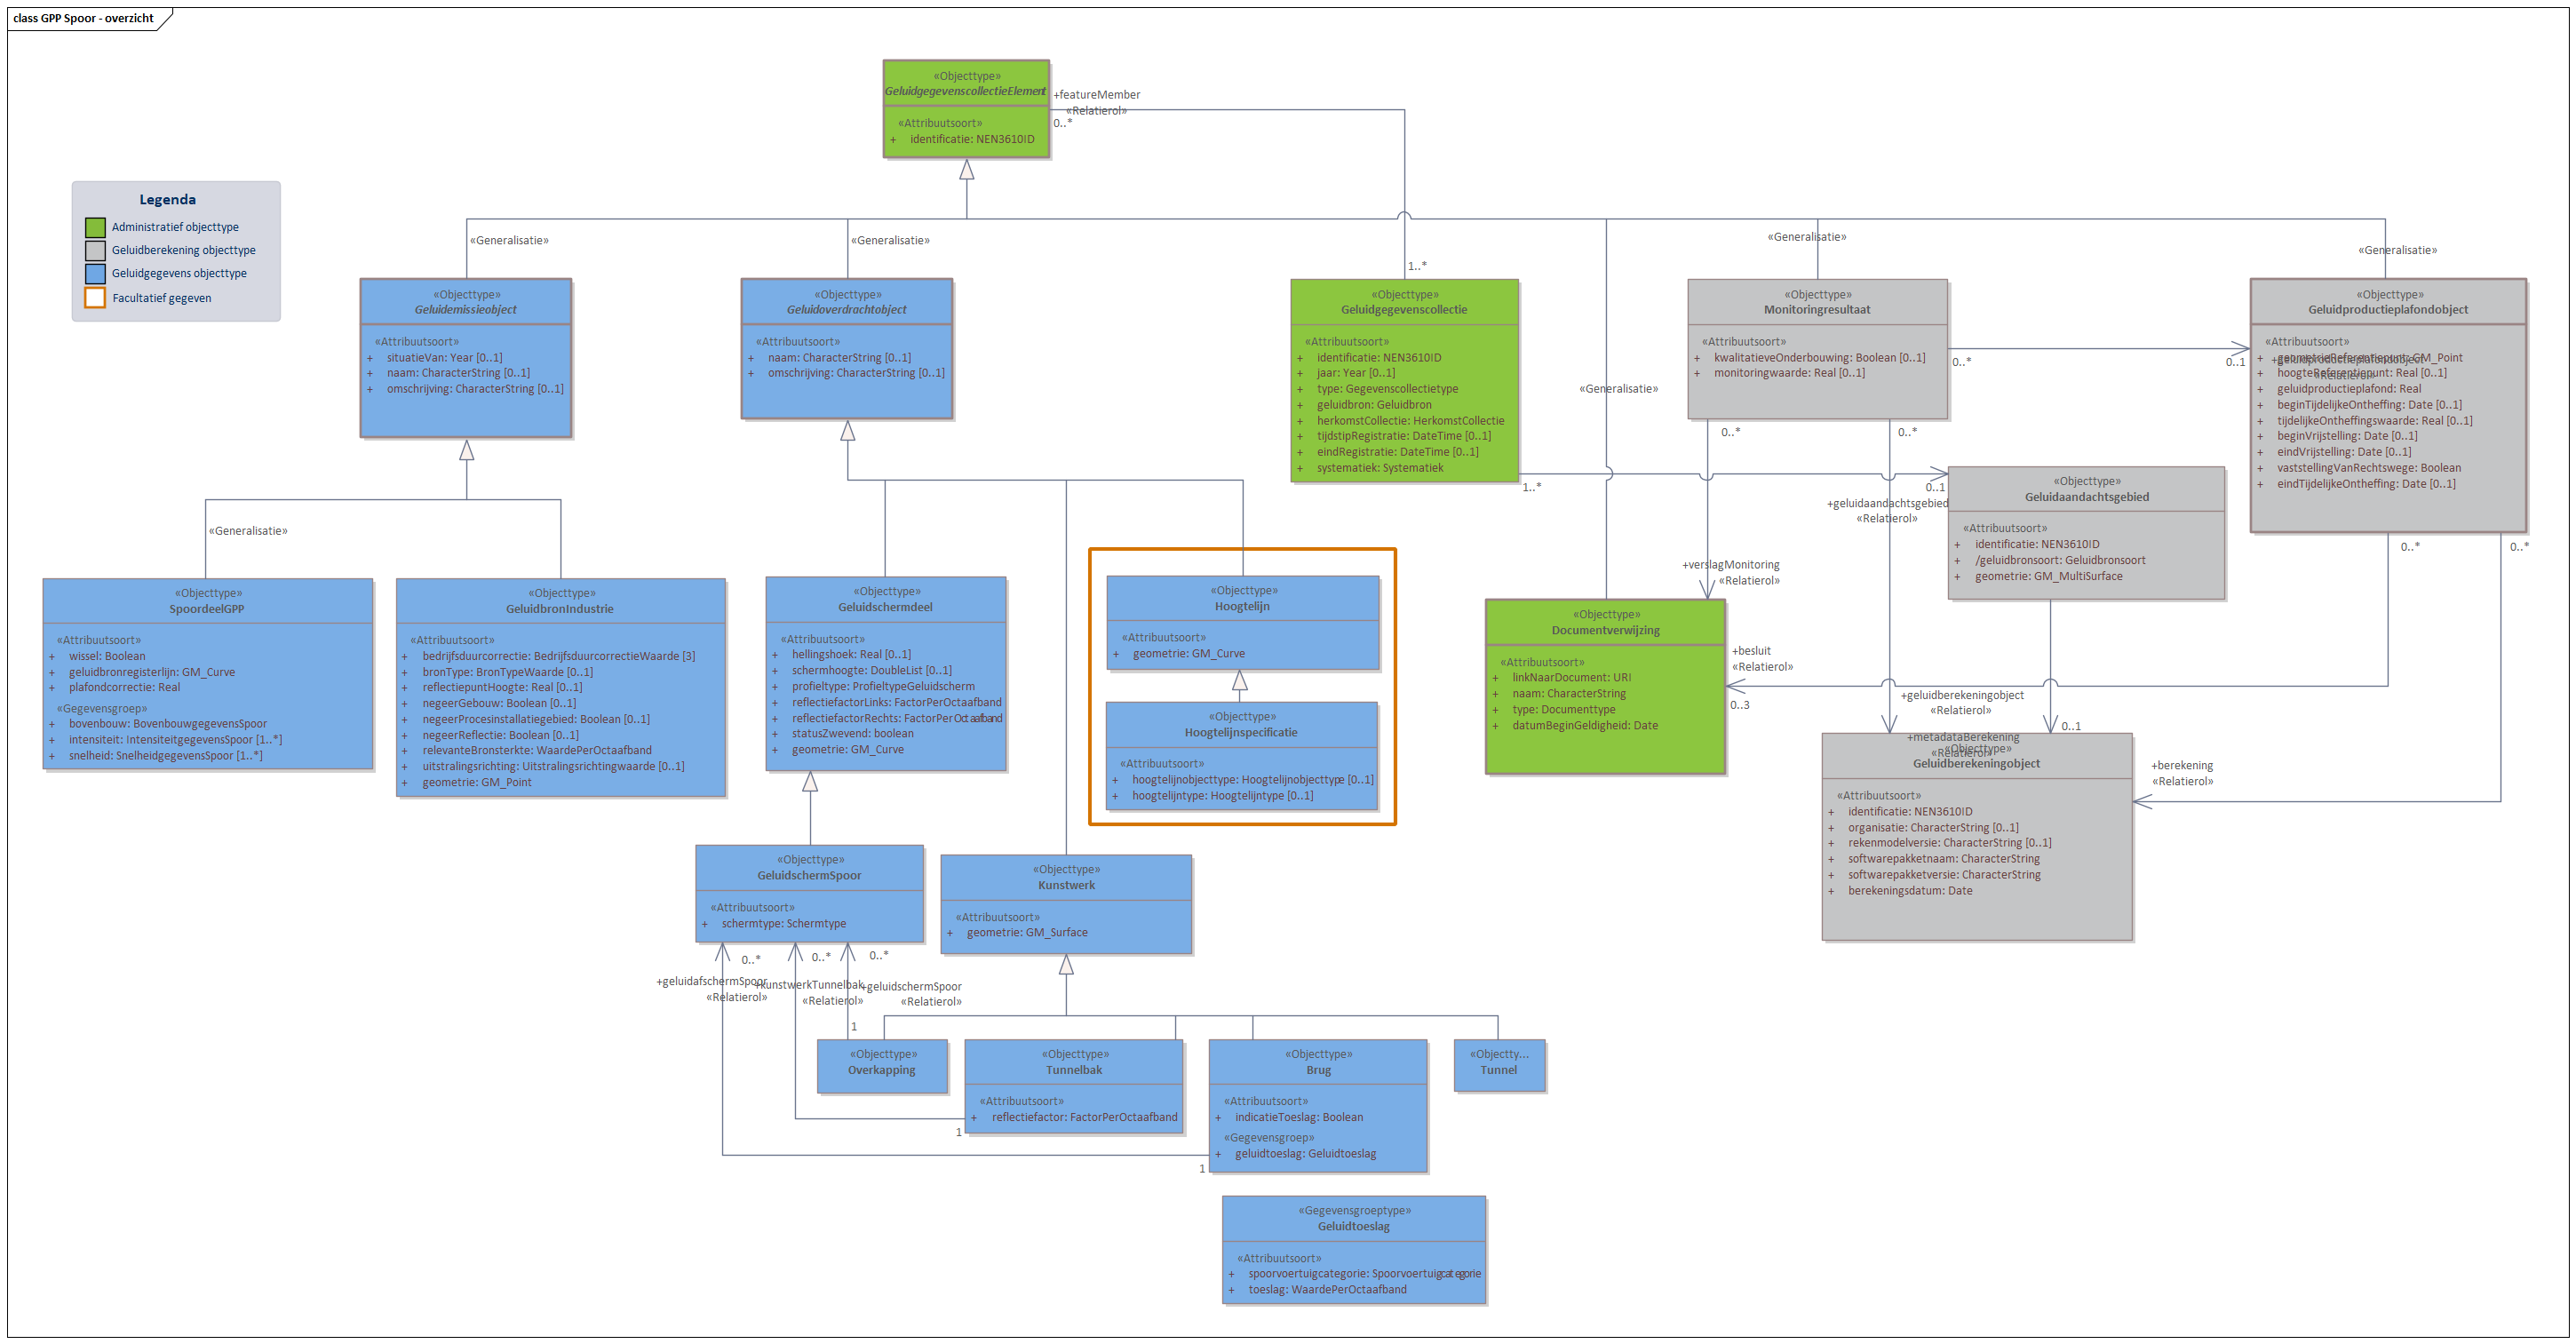 class GPP Spoor - overzicht
«Objecttype»
GeluidgegevenscollectieElement
«Attribuutsoort»
+ identificatie: NEN3610ID
+featureMember
«Relatierol»
0..*
Legenda
Administratief objecttype
Geluidberekening objecttype
Geluidgegevens objecttype
Facultatief gegeven
«Generalisatie»
«Generalisatie»
«Generalisatie»
«Generalisatie»
«Generalisatie»
1..*
«Objecttype»
Geluidemissieobject
«Attribuutsoort»
+ situatieVan: Year [0..1]
+ naam: CharacterString [0..1]
+ omschrijving: CharacterString [0..1]
«Objecttype»
Geluidoverdrachtobject
«Attribuutsoort»
+ naam: CharacterString [0..1]
+ omschrijving: CharacterString [0..1]
«Objecttype»
Geluidgegevenscollectie
«Attribuutsoort»
+ identificatie: NEN3610ID
+ jaar: Year [0..1]
+ type: Gegevenscollectietype
+ geluidbron: Geluidbron
+ herkomstCollectie: HerkomstCollectie
+ tijdstipRegistratie: DateTime [0..1]
+ eindRegistratie: DateTime [0..1]
+ systematiek: Systematiek
1..*
«Objecttype»
Monitoringresultaat
«Attribuutsoort»
+ kwalitatieveOnderbouwing: Boolean [0..1]
+ monitoringwaarde: Real [0..1]
0..*
0..1
0..*
0..*
«Objecttype»
Geluidproductieplafondobject
«Attribuutsoort»
+ geometrieReferentiepunt: GM_Point
+geluidproductieplafondobject
«Relatierol»
+ hoogteReferentiepunt: Real [0..1]
+ geluidproductieplafond: Real
+ beginTijdelijkeOntheffing: Date [0..1]
+ tijdelijkeOntheffingswaarde: Real [0..1]
+ beginVrijstelling: Date [0..1]
+ eindVrijstelling: Date [0..1]
+ vaststellingVanRechtswege: Boolean
+ eindTijdelijkeOntheffing: Date [0..1]
0..*
0..*
0..1
+geluidaandachtsgebied
«Relatierol»
«Objecttype»
Geluidaandachtsgebied
«Attribuutsoort»
+ identificatie: NEN3610ID
+ /geluidbronsoort: Geluidbronsoort
+ geometrie: GM_MultiSurface
«Generalisatie»
«Objecttype»
SpoordeelGPP
«Attribuutsoort»
+ wissel: Boolean
+ geluidbronregisterlijn: GM_Curve
+ plafondcorrectie: Real
«Gegevensgroep»
+ bovenbouw: BovenbouwgegevensSpoor
+ intensiteit: IntensiteitgegevensSpoor [1..*]
+ snelheid: SnelheidgegevensSpoor [1..*]
«Objecttype»
GeluidbronIndustrie
«Attribuutsoort»
+ bedrijfsduurcorrectie: BedrijfsduurcorrectieWaarde [3]
+ bronType: BronTypeWaarde [0..1]
+ reflectiepuntHoogte: Real [0..1]
+ negeerGebouw: Boolean [0..1]
+ negeerProcesinstallatiegebied: Boolean [0..1]
+ negeerReflectie: Boolean [0..1]
+ relevanteBronsterkte: WaardePerOctaafband
+ uitstralingsrichting: Uitstralingsrichtingwaarde [0..1]
+ geometrie: GM_Point
«Objecttype»
Geluidschermdeel
«Attribuutsoort»
+ hellingshoek: Real [0..1]
+ schermhoogte: DoubleList [0..1]
+ profieltype: ProfieltypeGeluidscherm
+ reflectiefactorLinks: FactorPerOctaafband
+ reflectiefactorRechts: FactorPerOctaafband
+ statusZwevend: boolean
+ geometrie: GM_Curve
«Objecttype»
Hoogtelijn
«Attribuutsoort»
+ geometrie: GM_Curve
«Objecttype»
Hoogtelijnspecificatie
«Attribuutsoort»
+ hoogtelijnobjecttype: Hoogtelijnobjecttype [0..1]
+ hoogtelijntype: Hoogtelijntype [0..1]
+verslagMonitoring
«Relatierol»
«Objecttype»
Documentverwijzing
«Attribuutsoort»
+ linkNaarDocument: URI
+ naam: CharacterString
+ type: Documenttype
+ datumBeginGeldigheid: Date
+besluit
«Relatierol»
0..3
+geluidberekeningobject
«Relatierol»
0..1
+metadataBerekening
«Relatierol»
«Objecttype»
Geluidberekeningobject
«Attribuutsoort»
+ identificatie: NEN3610ID
+ organisatie: CharacterString [0..1]
+ rekenmodelversie: CharacterString [0..1]
+ softwarepakketnaam: CharacterString
+ softwarepakketversie: CharacterString
+ berekeningsdatum: Date
+berekening
«Relatierol»
«Objecttype»
GeluidschermSpoor
«Attribuutsoort»
+ schermtype: Schermtype
«Objecttype»
Kunstwerk
«Attribuutsoort»
+ geometrie: GM_Surface
0..*
0..*
0..*
+geluidafschermSpoor
«Relatierol»
+kunstwerkTunnelbak
«Relatierol»
+geluidschermSpoor
«Relatierol»
1
«Objecttype»
Overkapping
«Objecttype»
Tunnelbak
«Attribuutsoort»
+ reflectiefactor: FactorPerOctaafband
1
«Objecttype»
Brug
«Attribuutsoort»
+ indicatieToeslag: Boolean
«Gegevensgroep»
+ geluidtoeslag: Geluidtoeslag
1
«Objectty...
Tunnel
«Gegevensgroeptype»
Geluidtoeslag
«Attribuutsoort»
+ spoorvoertuigcategorie: Spoorvoertuigcategorie
+ toeslag: WaardePerOctaafband